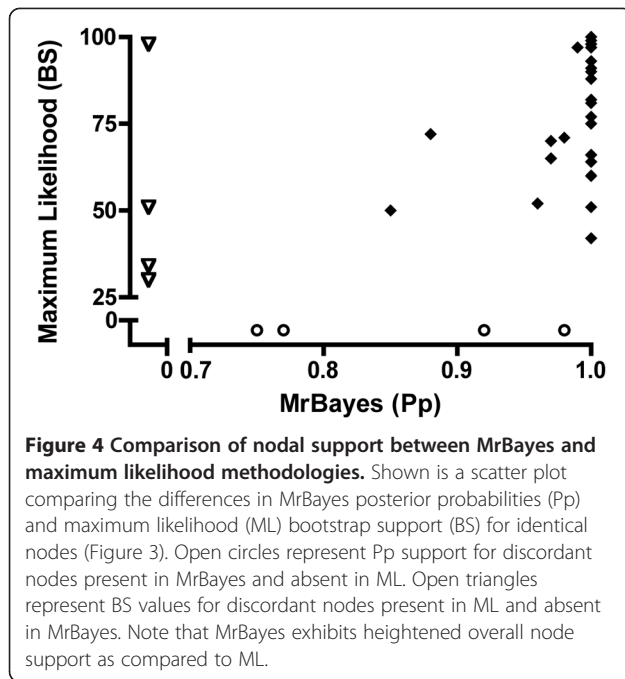 100
75
50
25
0
Maximum Likelihood (BS)
0 0.7 0.8 0.9 1.0
MrBayes (Pp)
Figure 4 Comparison of nodal support between MrBayes and
maximum likelihood methodologies. Shown is a scatter plot
comparing the differences in MrBayes posterior probabilities (Pp)
and maximum likelihood (ML) bootstrap support (BS) for identical
nodes (Figure 3). Open circles represent Pp support for discordant
nodes present in MrBayes and absent in ML. Open triangles
represent BS values for discordant nodes present in ML and absent
in MrBayes. Note that MrBayes exhibits heightened overall node
support as compared to ML.